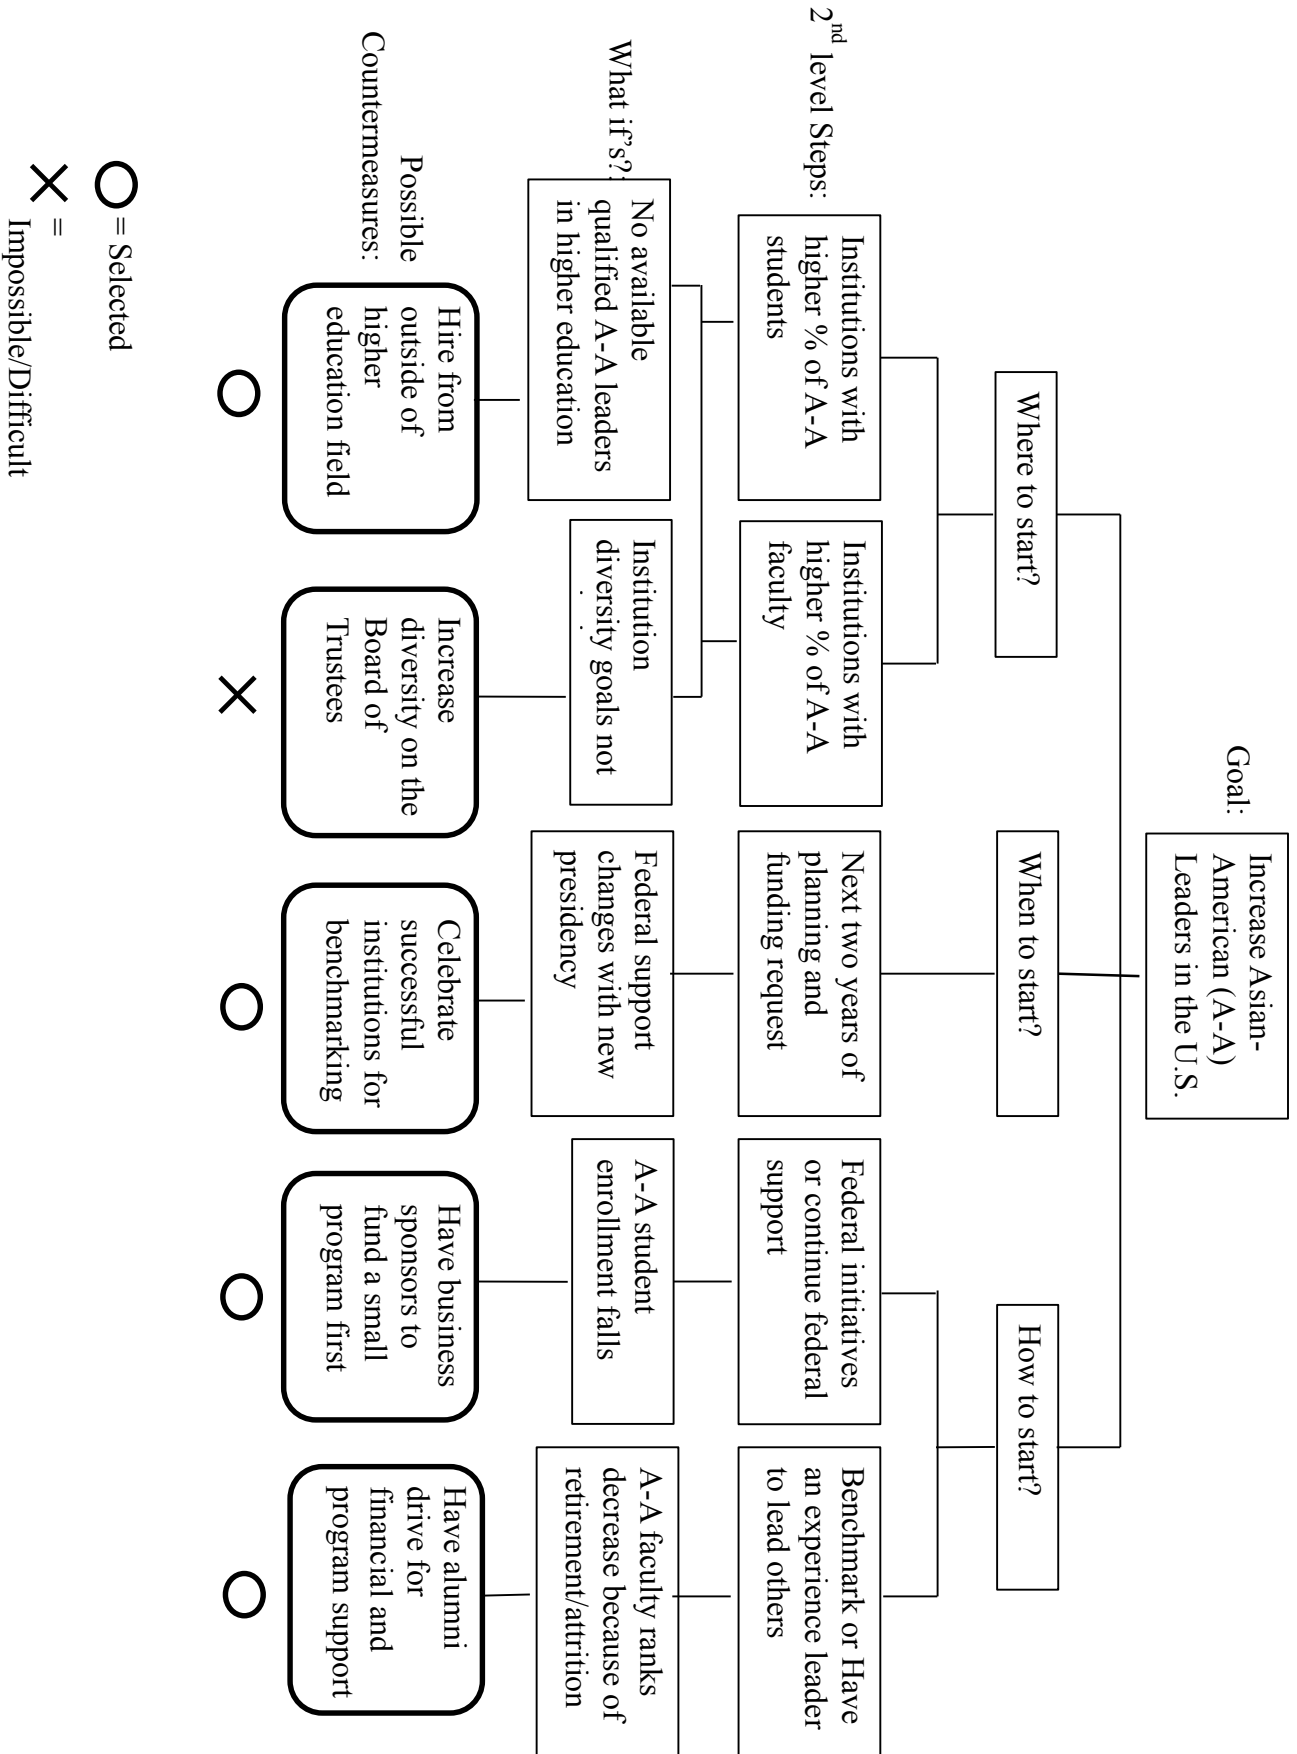 Goal:
Increase Asian-
American (A-A)
Leaders in the U.S.
Where to start?
When to start?
How to start?
2nd level Steps:
Institutions with
higher % of A-A
students
Institutions with
higher % of A-A
faculty
Next two years of
planning and
funding request
Federal initiatives
or continue federal
support
Benchmark or Have
an experience leader
to lead others
What if's?:
No available
qualified A-A leaders
in higher education
Institution
diversity goals not
Federal support
changes with new
presidency
A-A student
enrollment falls
A-A faculty ranks
decrease because of
retirement/attrition
Possible
Countermeasures:
Hire from
outside of
higher
education field
Increase
diversity on the
Board of
Trustees
Celebrate
successful
institutions for
benchmarking
Have business
sponsors to
fund a small
program first
Have alumni
drive for
financial and
program support
= Selected
=
Impossible/Difficult